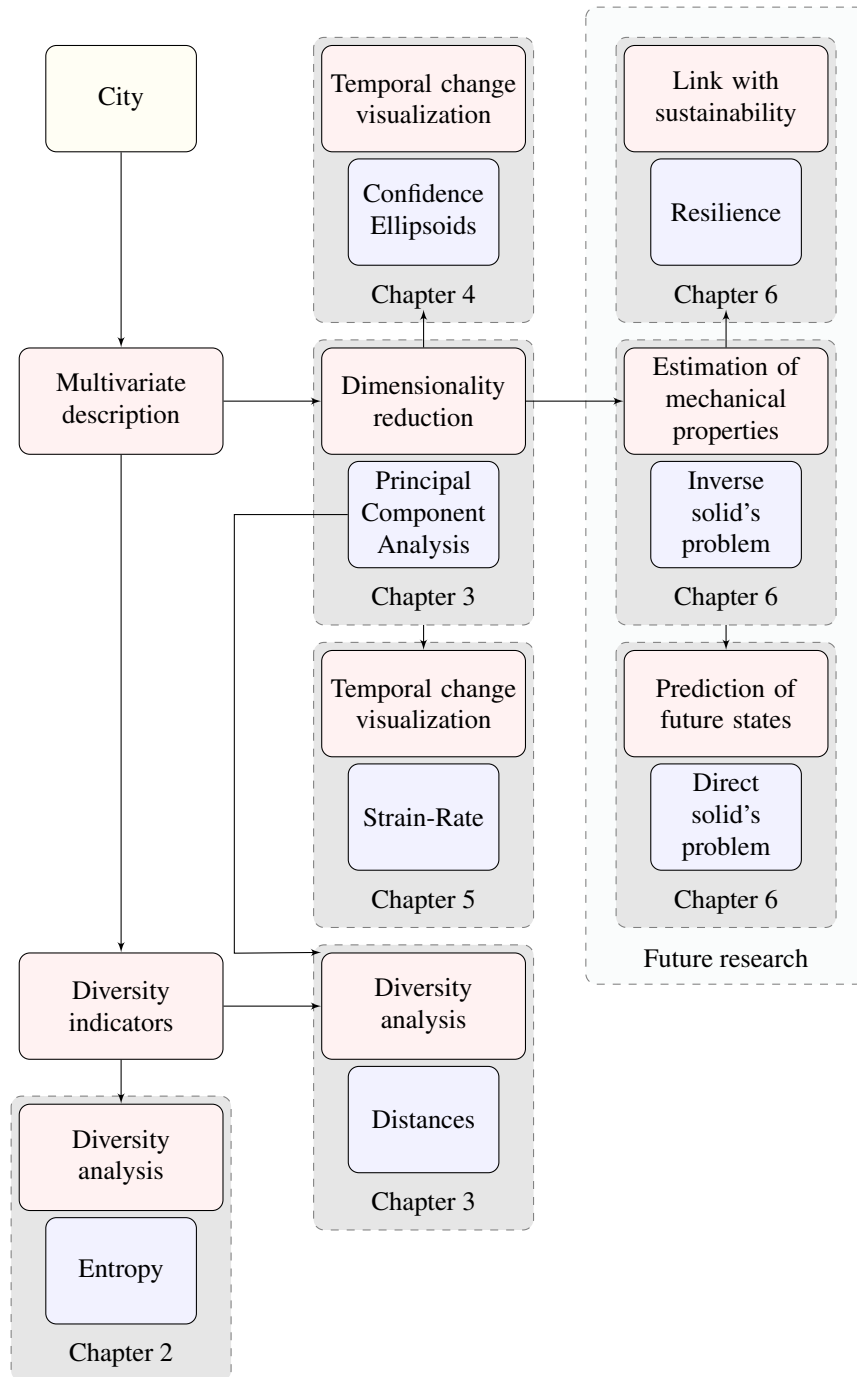 City
Temporal change
visualization
Confidence
Ellipsoids
Chapter 4
Link with
sustainability
Resilience
Chapter 6
Multivariate
description
Dimensionality
reduction
Principal
Component
Analysis
Chapter 3
Estimation of
mechanical
properties
Inverse
solid's
problem
Chapter 6
Temporal change
visualization
Strain-Rate
Chapter 5
Prediction of
future states
Direct
solid's
problem
Chapter 6
Future research
Diversity
indicators
Diversity
analysis
Distances
Chapter 3
Diversity
analysis
Entropy
Chapter 2